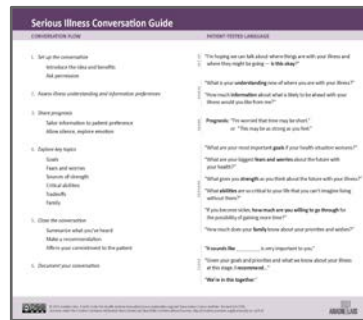 Serious Illness Conversation Guide
CONVERSATION FLOW
1. Set up the conversation
Introduce the idea and benefits
Ask permission
2. Assess illness understanding and information preferences
3. Share prognosis
Tailor information to patient preference
Allow silence, explore emotion
4. Explore key topics
Goals
Fears and worries
Sources of strength
Critical abilities
Tradeoffs
Family
5. Close the conversation
Summarize what you've heard
Make a recommendation
Affirm your commitment to the patient
6. Document your conversation
PATIENT-TESTED LANGUAGE
"I'm hoping we can talk about where things are with your illness and
where they might be going — is this okay?"
"What is your understanding now of where you are with your illness?"
"How much information about what is likely to be ahead with your
illness would you like from me?"
Prognosis: "I'm worried that time may be short."
or "This may be as strong as you feel."
"What are your most important goals if your health situation worsens?"
"What are your biggest fears and worries about the future with
your health?"
"What gives you strength as you think about the future with your illness?"
"What abilities are so critical to your life that you can't imagine living
without them?"
"If you become sicker, how much are you willing to go through for
the possibility of gaining more time?"
"How much does your family know about your priorities and wishes?"
"It sounds like ________ is very important to you."
"Given your goals and priorities and what we know about your illness
at this stage, I recommend..."
"We're in this together."
ARIADNE LABS